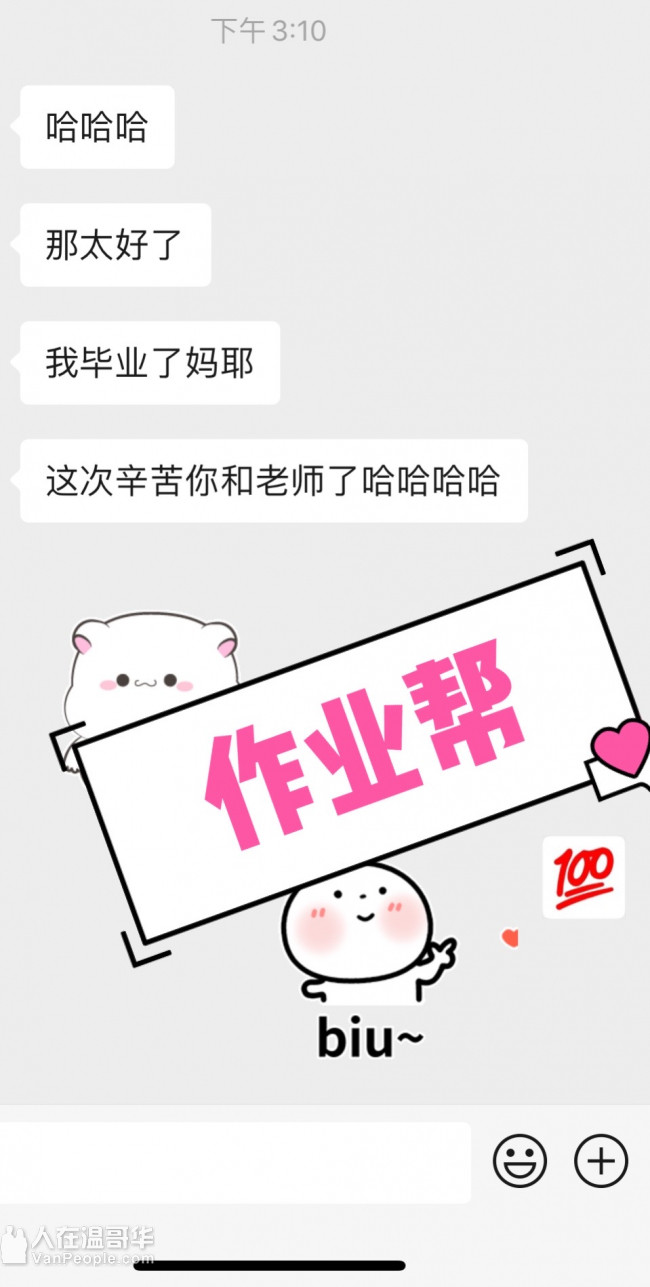 下午 3:10
哈哈哈
那太好了
我毕业了妈耶
这次辛苦你和老师了哈哈哈哈
作业帮
100
biu~
人在温哥华
VanPeople.com